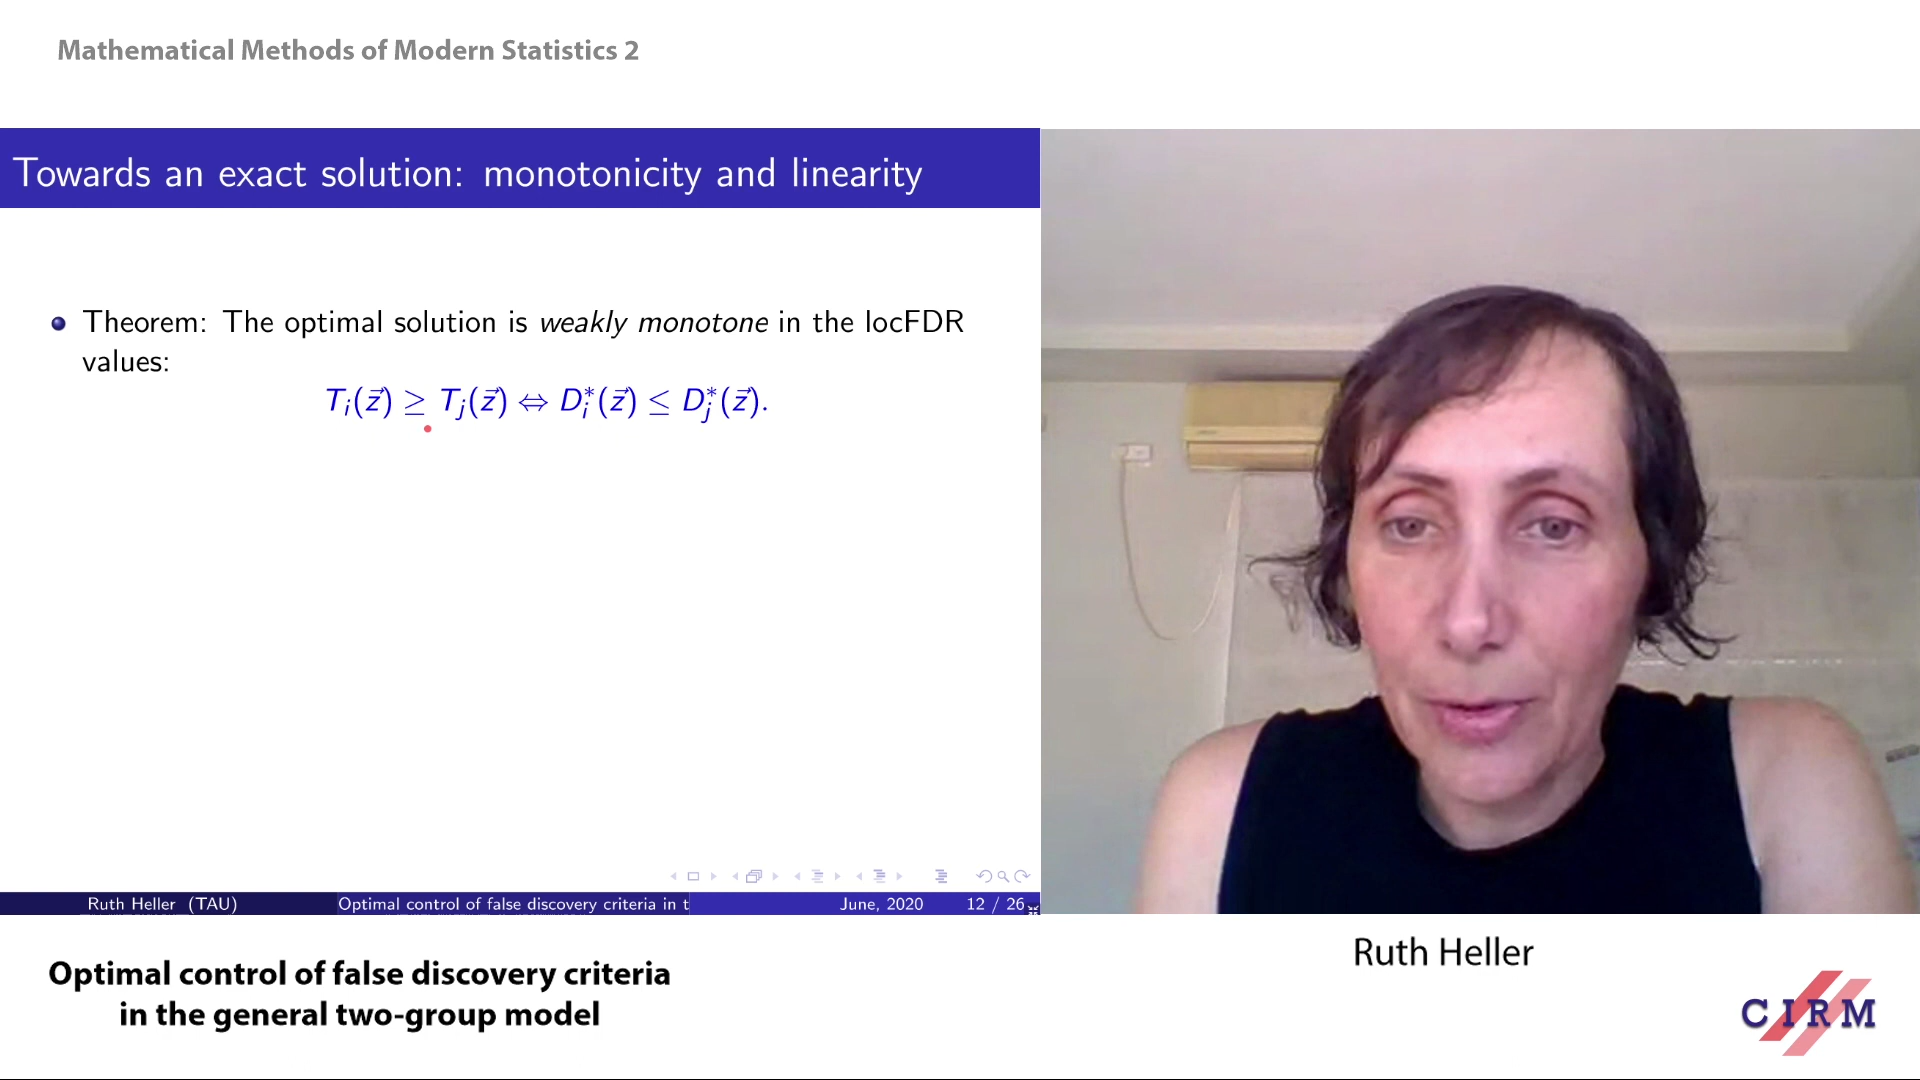 Mathematical Methods of Modern Statistics 2
Towards an exact solution: monotonicity and linearity
Theorem: The optimal solution is weakly monotone in the locFDR
values:
T_i(z⃗) ≥ T_j(z⃗) ⇔ D_i^*(z⃗) ≤ D_j^*(z⃗).
Ruth Heller (TAU) Optimal control of false discovery criteria in t June, 2020 12 / 26
Optimal control of false discovery criteria
in the general two-group model
Ruth Heller
CIRM